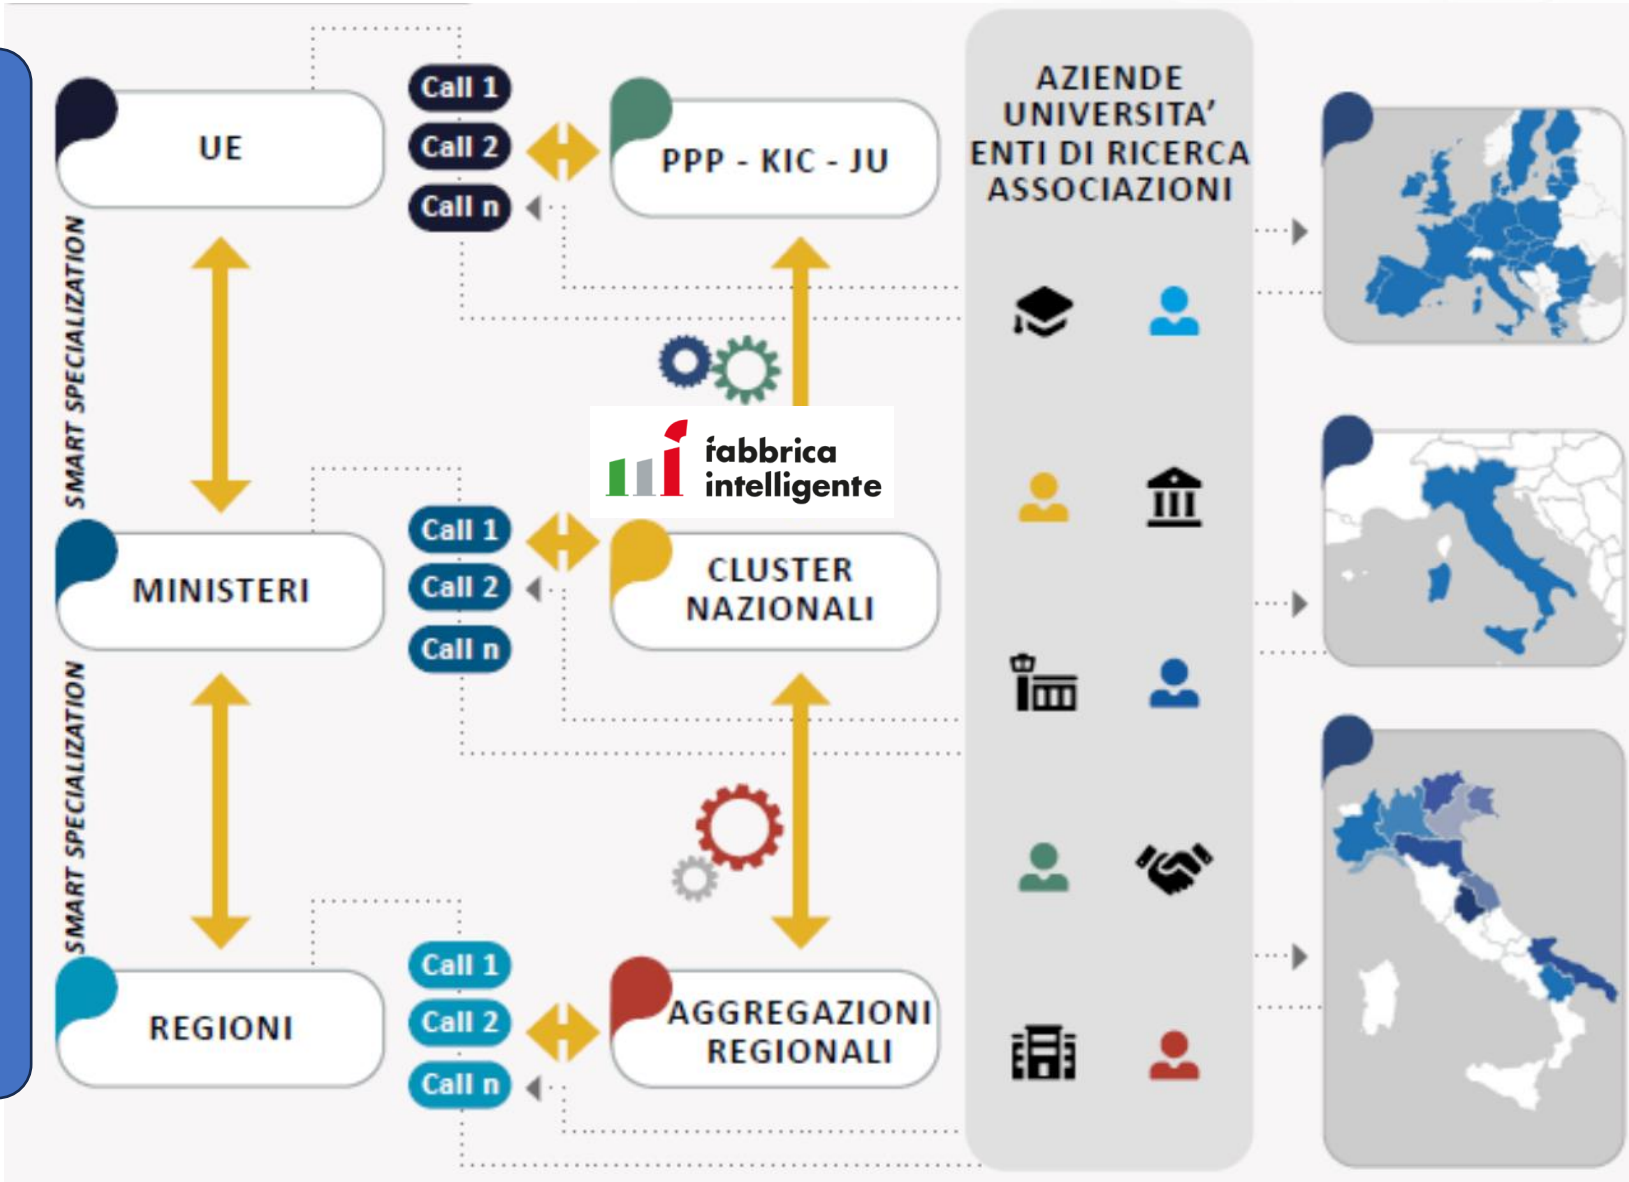 UE
Call 1
Call 2
Call n
PPP - KIC - JU
AZIENDE
UNIVERSITA'
ENTI DI RICERCA
ASSOCIAZIONI
SMART SPECIALIZATION
fabbrica
intelligente
MINISTERI
Call 1
Call 2
Call n
CLUSTER
NAZIONALI
SMART SPECIALIZATION
REGIONI
Call 1
Call 2
Call n
AGGREGAZIONI
REGIONALI